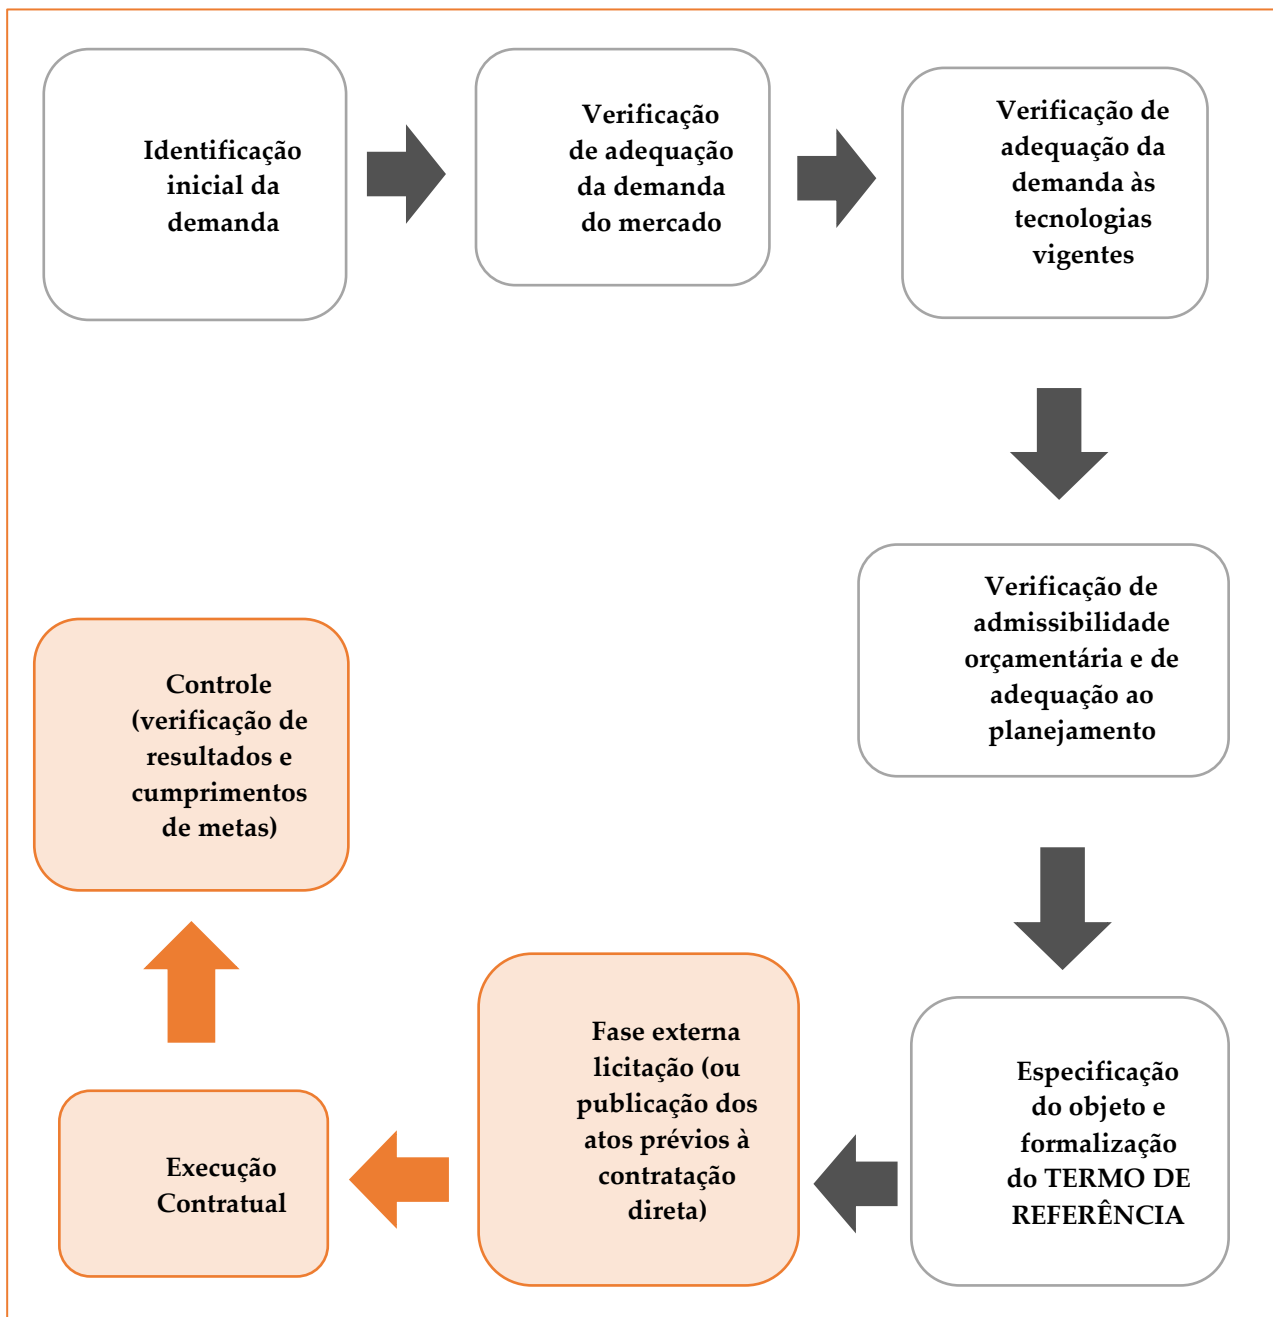 Identificação
inicial da
demanda
Verificação
de adequação
da demanda
do mercado
Verificação de
adequação da
demanda às
tecnologias
vigentes
Verificação de
admissibilidade
orçamentária e de
adequação ao
planejamento
Especificação
do objeto e
formalização
do TERMO DE
REFERÊNCIA
Fase externa
licitação (ou
publicação dos
atos prévios à
contratação
direta)
Execução
Contratual
Controle
(verificação de
resultados e
cumprimentos
de metas)